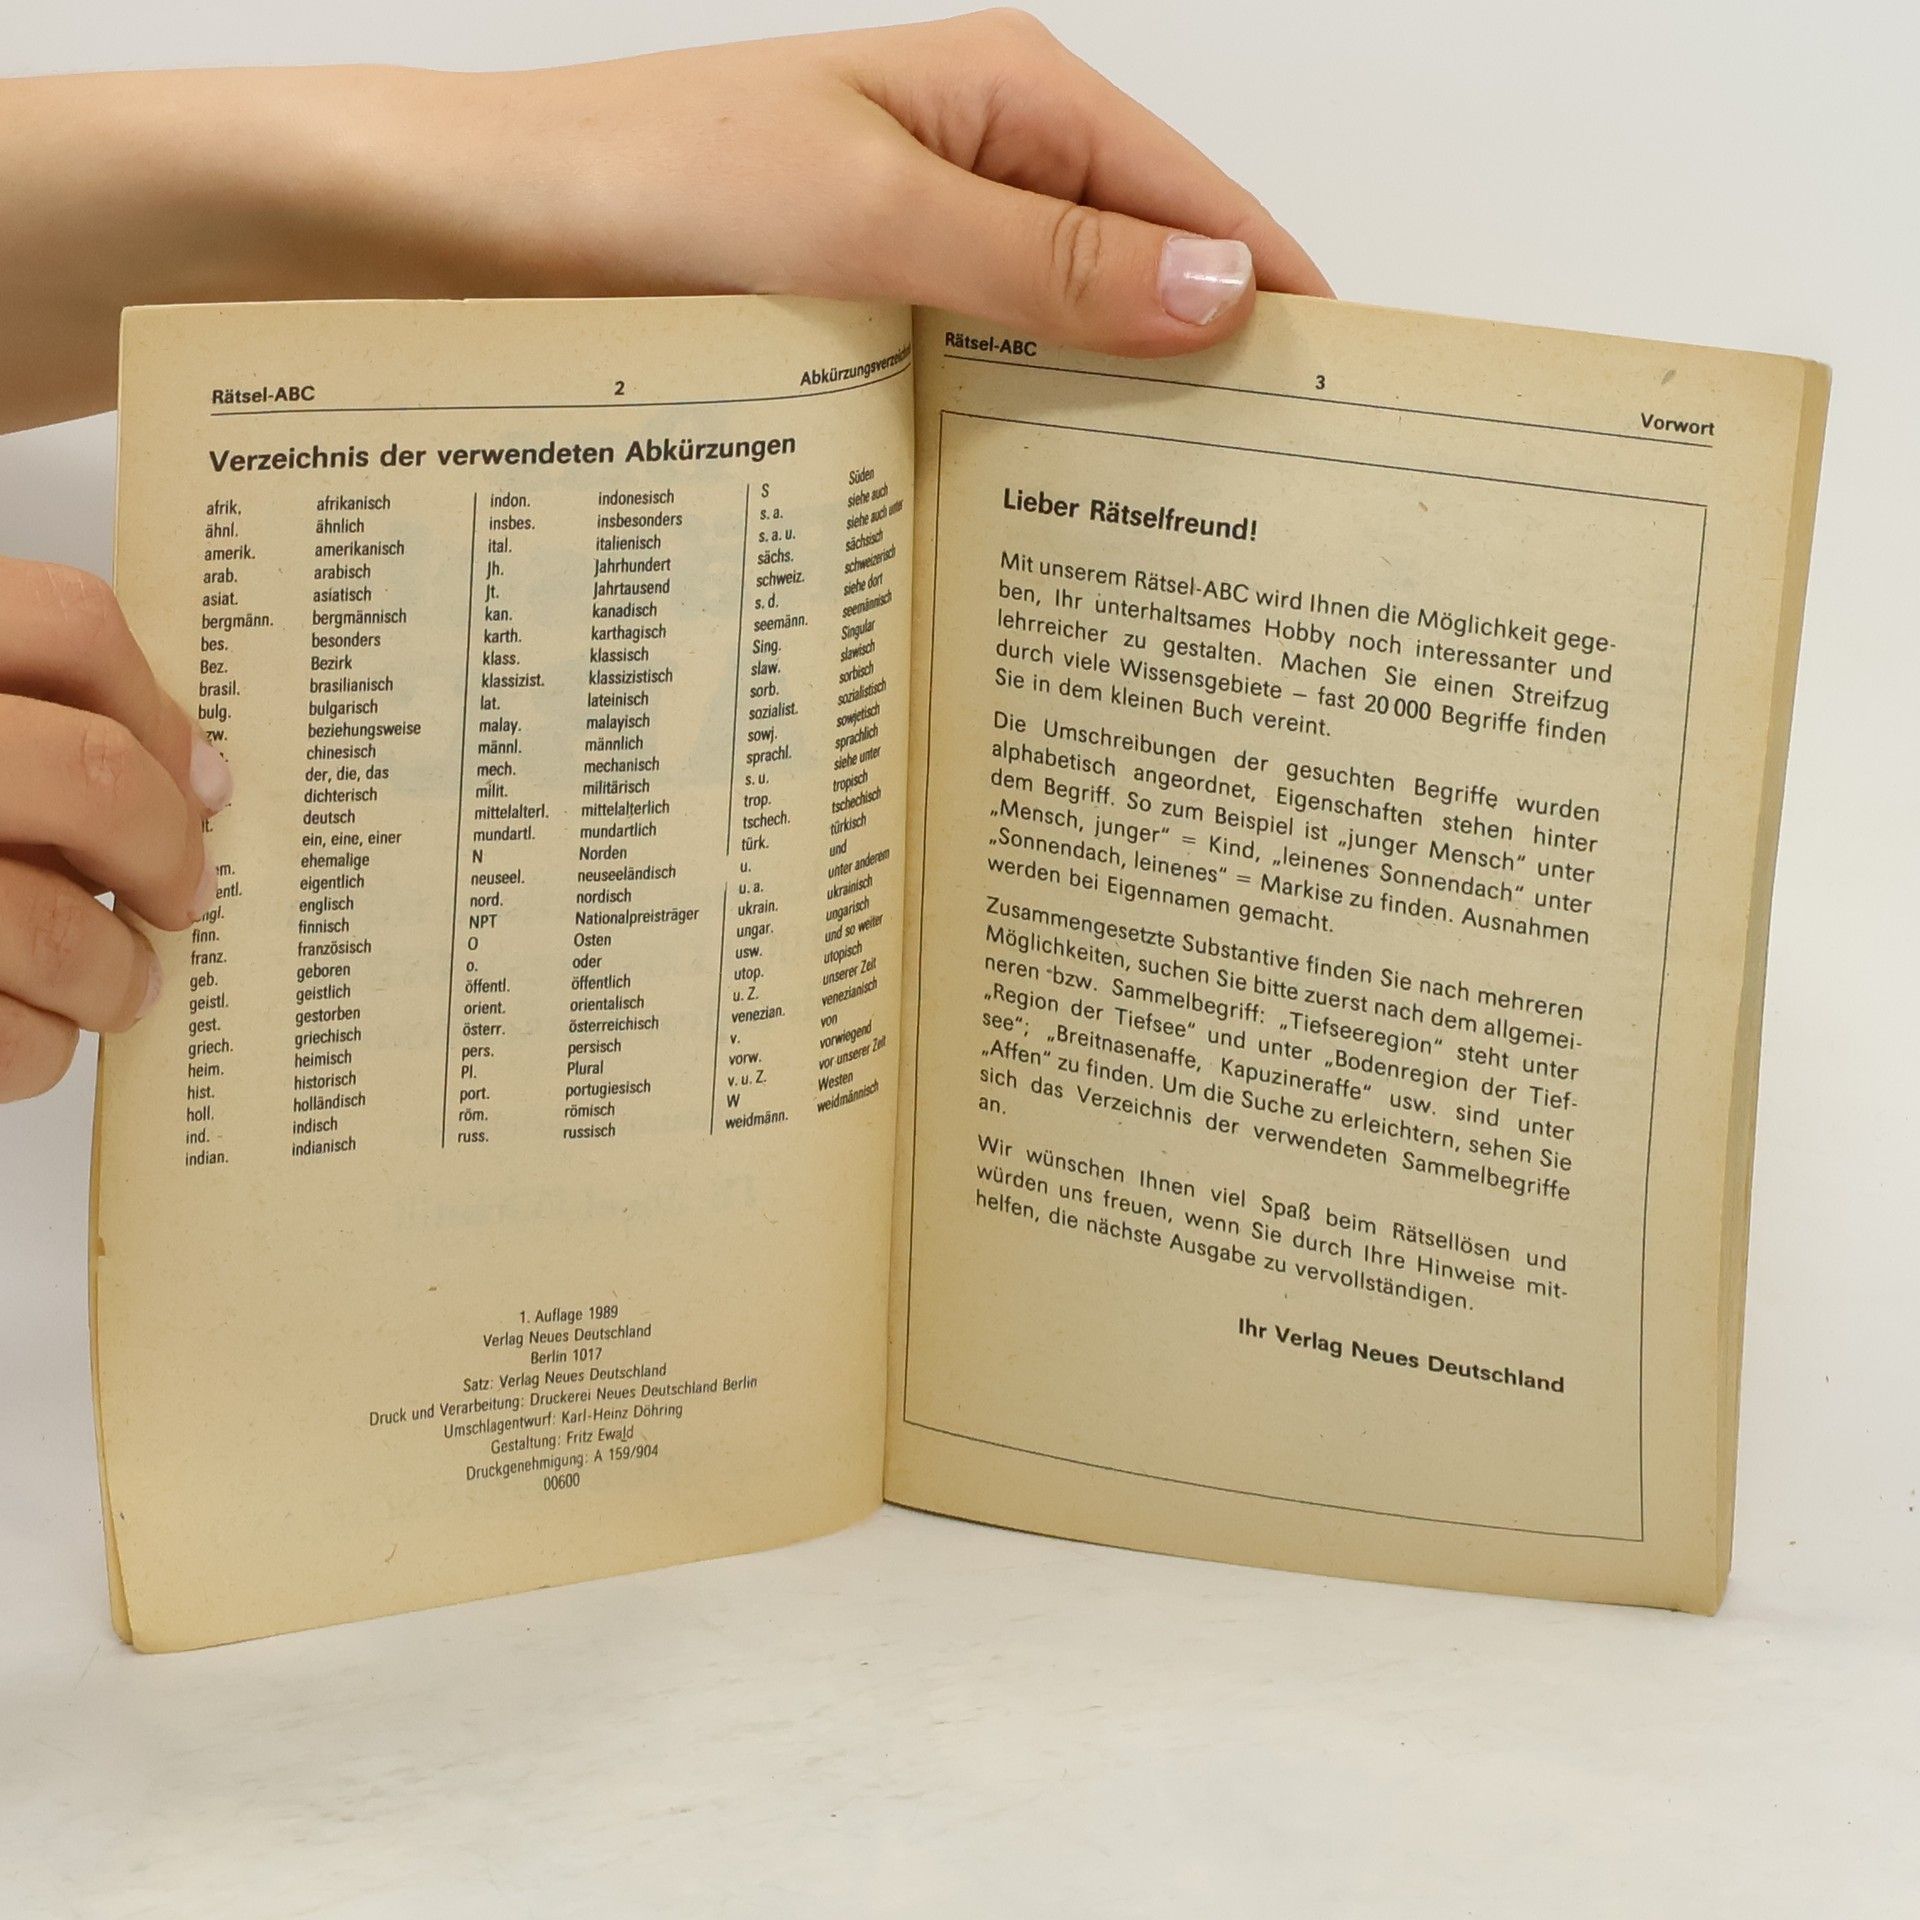 Rätsel-ABC 2
Verzeichnis der verwendeten Abkürzungen
afrik. afrikanisch
ähnl. ähnlich
amerik. amerikanisch
arab. arabisch
asiat. asiatisch
bergmänn. bergmännisch
bes. besonders
Bez. Bezirk
brasil. brasilianisch
bulg. bulgarisch
beziehungsweise
chinesisch
der, die, das
dichterisch
deutsch
ein, eine, einer
ehemalige
eigentlich
englisch
finn. finnisch
franz. französisch
geb. geboren
geistl. geistlich
gest. gestorben
griech. griechisch
heim. heimisch
hist. historisch
holl. holländisch
ind. indisch
indian. indianisch
indon. indonesisch
insbes. insbesonders
ital. italienisch
Jh. Jahrhundert
Jt. Jahrtausend
kan. kanadisch
karth. karthagisch
klass. klassisch
klassizist. klassizistisch
lat. lateinisch
malay. malayisch
männl. männlich
mech. mechanisch
milit. militärisch
mittelalterl. mittelalterlich
mundartl. mundartlich
N Norden
neuseel. neuseeländisch
nord. nordisch
NPT Nationalpreisträger
O Osten
o. oder
öffentl. öffentlich
orient. orientalisch
österr. österreichisch
pers. persisch
Pl. Plural
port. portugiesisch
röm. römisch
russ. russisch
S Süden
s. a. siehe auch
s. a. u. siehe auch unter
sächs. sächsisch
schweiz. schweizerisch
s. d. siehe dort
seemänn. seemännisch
Sing. Singular
slaw. slawisch
sorb. sorbisch
sozialist. sozialistisch
sowj. sowjetisch
sprachl. sprachlich
s. u. siehe unter
trop. tropisch
tschech. tschechisch
türk. türkisch
u. und
u. a. unter anderem
ukrain. ukrainisch
ungar. ungarisch
usw. und so weiter
utop. utopisch
u. Z. unserer Zeit
venezian. venezianisch
v. von
vorw. vorwiegend
v. u. Z. vor unserer Zeit
W Westen
weidmänn. weidmännisch
1. Auflage 1989
Verlag Neues Deutschland
Berlin 1017
Satz: Verlag Neues Deutschland
Druck und Verarbeitung: Druckerei Neues Deutschland Berlin
Umschlagentwurf: Karl-Heinz Döhring
Gestaltung: Fritz Ewald
Druckgenehmigung: A 159/904
00600
Rätsel-ABC 3 Vorwort
Lieber Rätselfreund!
Mit unserem Rätsel-ABC wird Ihnen die Möglichkeit gege-
ben, Ihr unterhaltsames Hobby noch interessanter und
lehrreicher zu gestalten. Machen Sie einen Streifzug
durch viele Wissensgebiete – fast 20 000 Begriffe finden
Sie in dem kleinen Buch vereint.
Die Umschreibungen der gesuchten Begriffe wurden
alphabetisch angeordnet, Eigenschaften stehen hinter
dem Begriff. So zum Beispiel ist „junger Mensch“ unter
„Mensch, junger“ = Kind, „leinenes Sonnendach“ unter
„Sonnendach, leinenes“ = Markise zu finden. Ausnahmen
werden bei Eigennamen gemacht.
Zusammengesetzte Substantive finden Sie nach mehreren
Möglichkeiten, suchen Sie bitte zuerst nach dem allgemei-
neren bzw. Sammelbegriff: „Tiefseeregion“ steht unter
„Region der Tiefsee“ und unter „Bodenregion der Tief-
see“; „Breitnasenaffe, Kapuzineraffe“ usw. sind unter
„Affen“ zu finden. Um die Suche zu erleichtern, sehen Sie
sich das Verzeichnis der verwendeten Sammelbegriffe
an.
Wir wünschen Ihnen viel Spaß beim Rätsellösen und
würden uns freuen, wenn Sie durch Ihre Hinweise mit-
helfen, die nächste Ausgabe zu vervollständigen.
Ihr Verlag Neues Deutschland